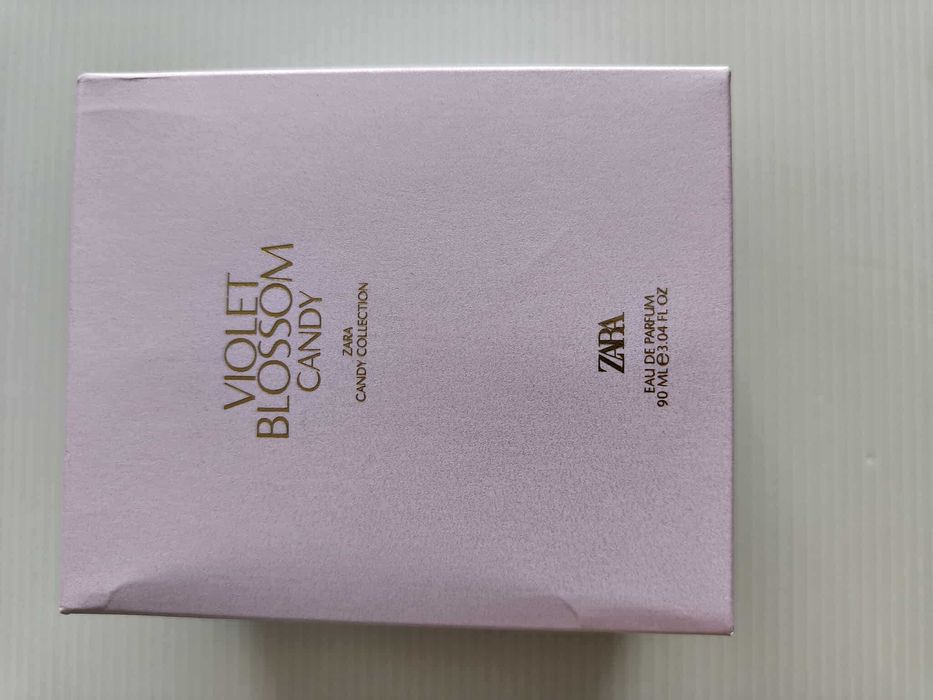 VIOLET
BLOSSOM
CANDY
ZARA
CANDY COLLECTION
ZARA
EAU DE PARFUM
90 ML e 3.04 FL OZ